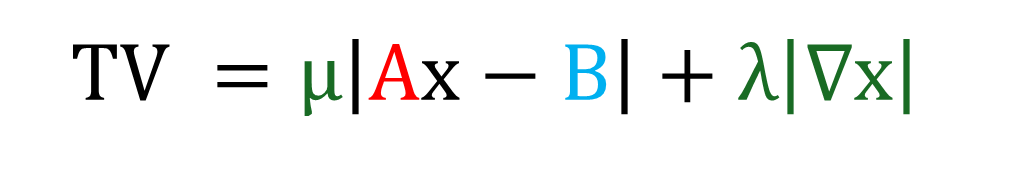 TV = μ|Ax − B| + λ|∇x|